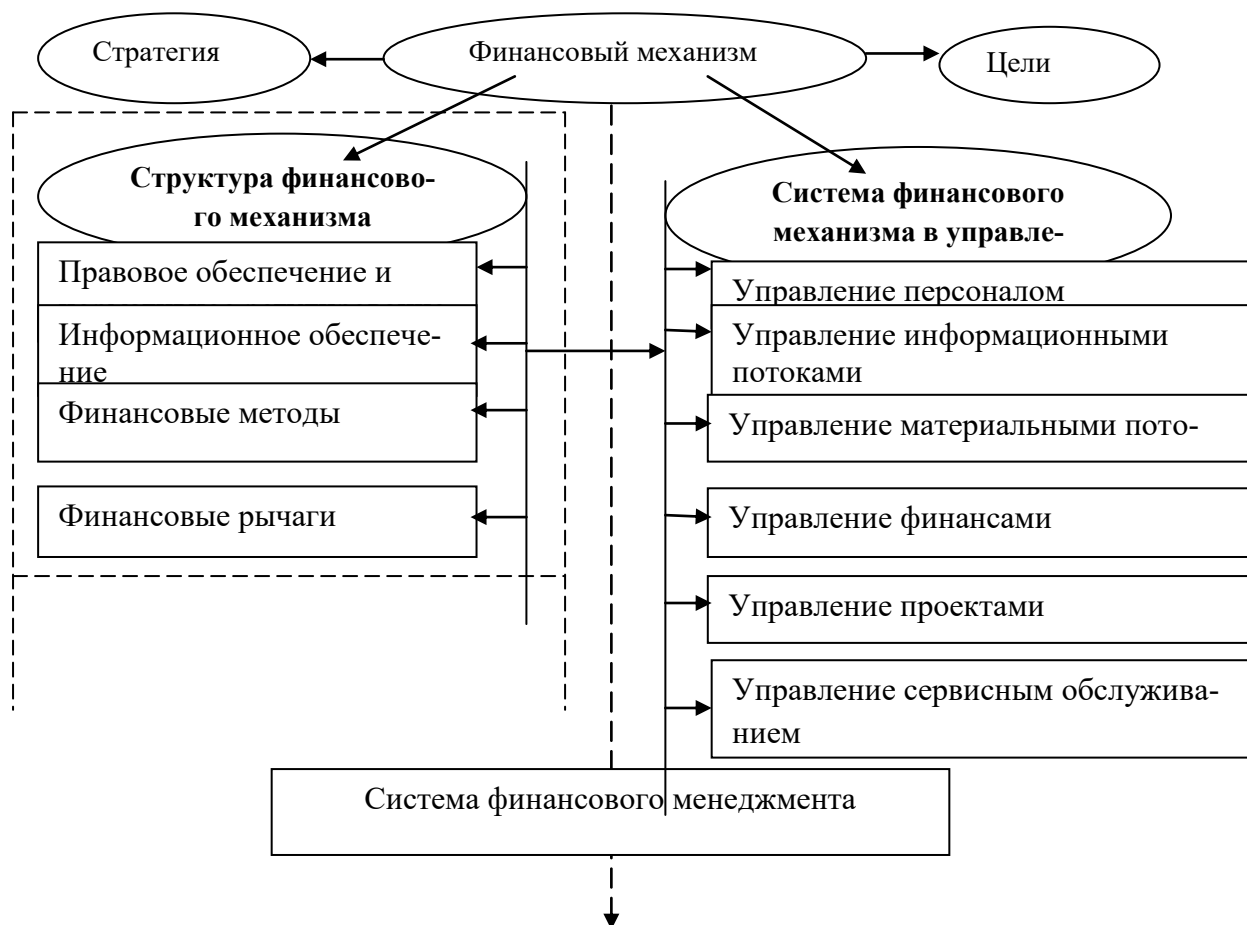 Стратегия
Финансовый механизм
Цели
Структура финансово-
го механизма
Правовое обеспечение и
Информационное обеспече-
ние
Финансовые методы
Финансовые рычаги
Система финансового
механизма в управле-
Управление персоналом
Управление информационными
потоками
Управление материальными пото-
Управление финансами
Управление проектами
Управление сервисным обслужива-
нием
Система финансового менеджмента